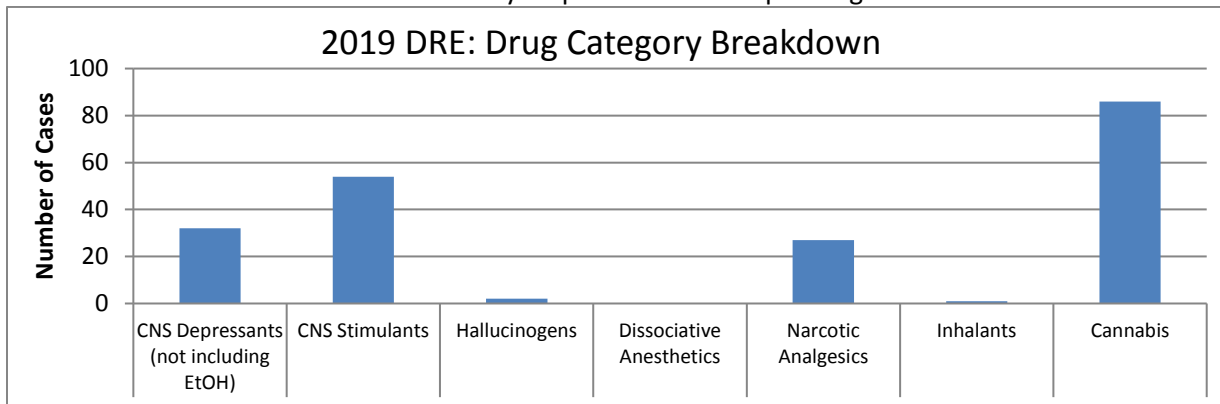 2019 DRE: Drug Category Breakdown
100
80
60
40
20
0
Number of Cases
CNS Depressants
(not including
EtOH)
CNS Stimulants
Hallucinogens
Dissociative
Anesthetics
Narcotic
Analgesics
Inhalants
Cannabis